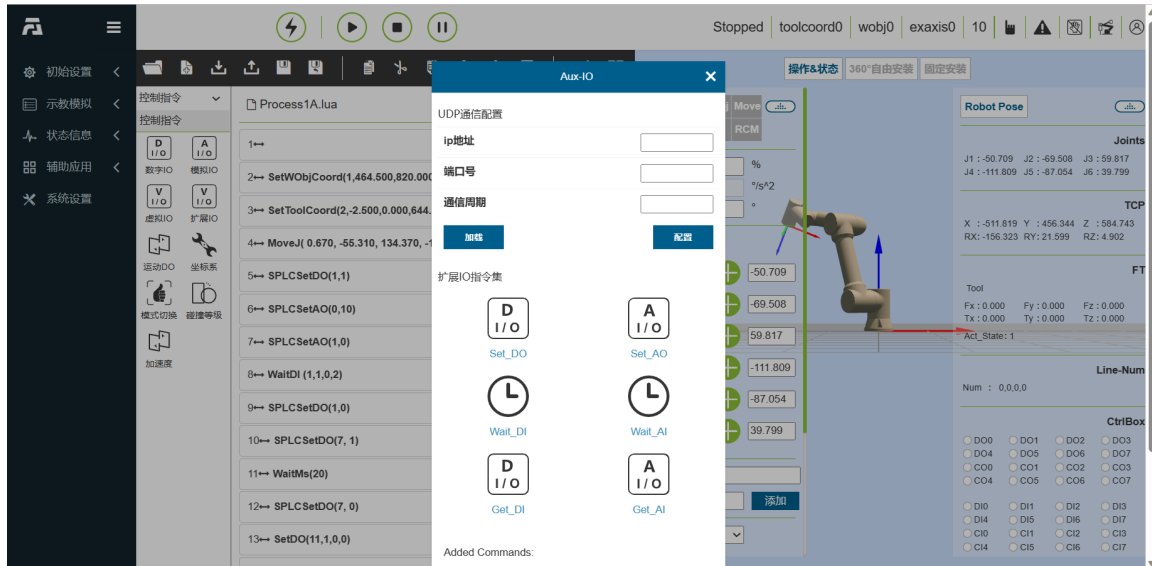 Stopped toolcoord0 wobj0 exaxis0 10
初始设置
示教模拟
状态信息
辅助应用
系统设置
控制指令
控制指令
D I/O
A I/O
数字IO 模拟IO
V I/O
V I/O
虚拟IO 扩展IO
运动DO 坐标系
模式切换 碰撞等级
加速度
Process1A.lua
1
2 SetWObjCoord(1,464.500,820.000
3 SetToolCoord(2,-2.500,0.000,644.
4 MoveJ( 0.670, -55.310, 134.370, -1
5 SPLCSetDO(1,1)
6 SPLCSetAO(0,10)
7 SPLCSetAO(1,0)
8 WaitDI (1,1,0,2)
9 SPLCSetDO(1,0)
10 SPLCSetDO(7, 1)
11 WaitMs(20)
12 SPLCSetDO(7, 0)
13 SetDO(11,1,0,0)
Aux-IO
UDP通信配置
ip地址
端口号
通信周期
加载 配置
扩展IO指令集
D I/O
A I/O
Set_DO Set_AO
Wait_DI Wait_AI
D I/O
A I/O
Get_DI Get_AI
Added Commands:
操作&状态 360°自由安装 固定安装
Move
RCM
%
°/s^2
°
-50.709
-69.508
59.817
-111.809
-87.054
39.799
添加
Robot Pose
Joints
J1 : -50.709 J2 : -69.508 J3 : 59.817
J4 : -111.809 J5 : -87.054 J6 : 39.799
TCP
X : -511.819 Y : 456.344 Z : 584.743
RX: -156.323 RY: 21.599 RZ: 4.902
FT
Tool
Fx : 0.000 Fy : 0.000 Fz : 0.000
Tx : 0.000 Ty : 0.000 Tz : 0.000
Act_State: 1
Line-Num
Num : 0,0,0,0
CtrlBox
DO0 DO1 DO2 DO3
DO4 DO5 DO6 DO7
CO0 CO1 CO2 CO3
CO4 CO5 CO6 CO7
DI0 DI1 DI2 DI3
DI4 DI5 DI6 DI7
CI0 CI1 CI2 CI3
CI4 CI5 CI6 CI7